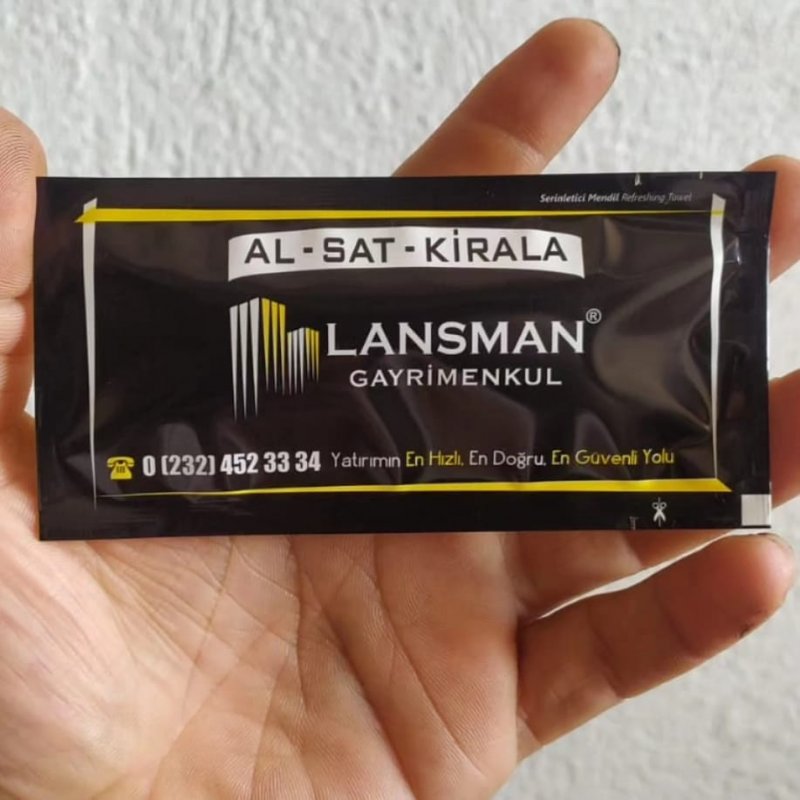 Serinletici Mendil Refreshing Towel
AL - SAT - KİRALA
LANSMAN®
GAYRİMENKUL
0 (232) 452 33 34 Yatırımın En Hızlı, En Doğru, En Güvenli Yolu